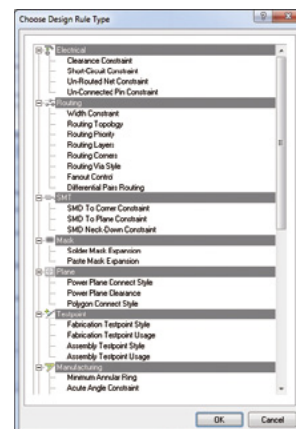 Choose Design Rule Type
Electrical
Clearance Constraint
Short-Circuit Constraint
Un-Routed Net Constraint
Un-Connected Pin Constraint
Routing
Width Constraint
Routing Topology
Routing Priority
Routing Layers
Routing Corners
Routing Via Style
Fanout Control
Differential Pairs Routing
SMT
SMD To Corner Constraint
SMD To Plane Constraint
SMD Neck-Down Constraint
Mask
Solder Mask Expansion
Paste Mask Expansion
Plane
Power Plane Connect Style
Power Plane Clearance
Polygon Connect Style
Testpoint
Fabrication Testpoint Style
Fabrication Testpoint Usage
Assembly Testpoint Style
Assembly Testpoint Usage
Manufacturing
Minimum Annular Ring
Acute Angle Constraint
OK Cancel